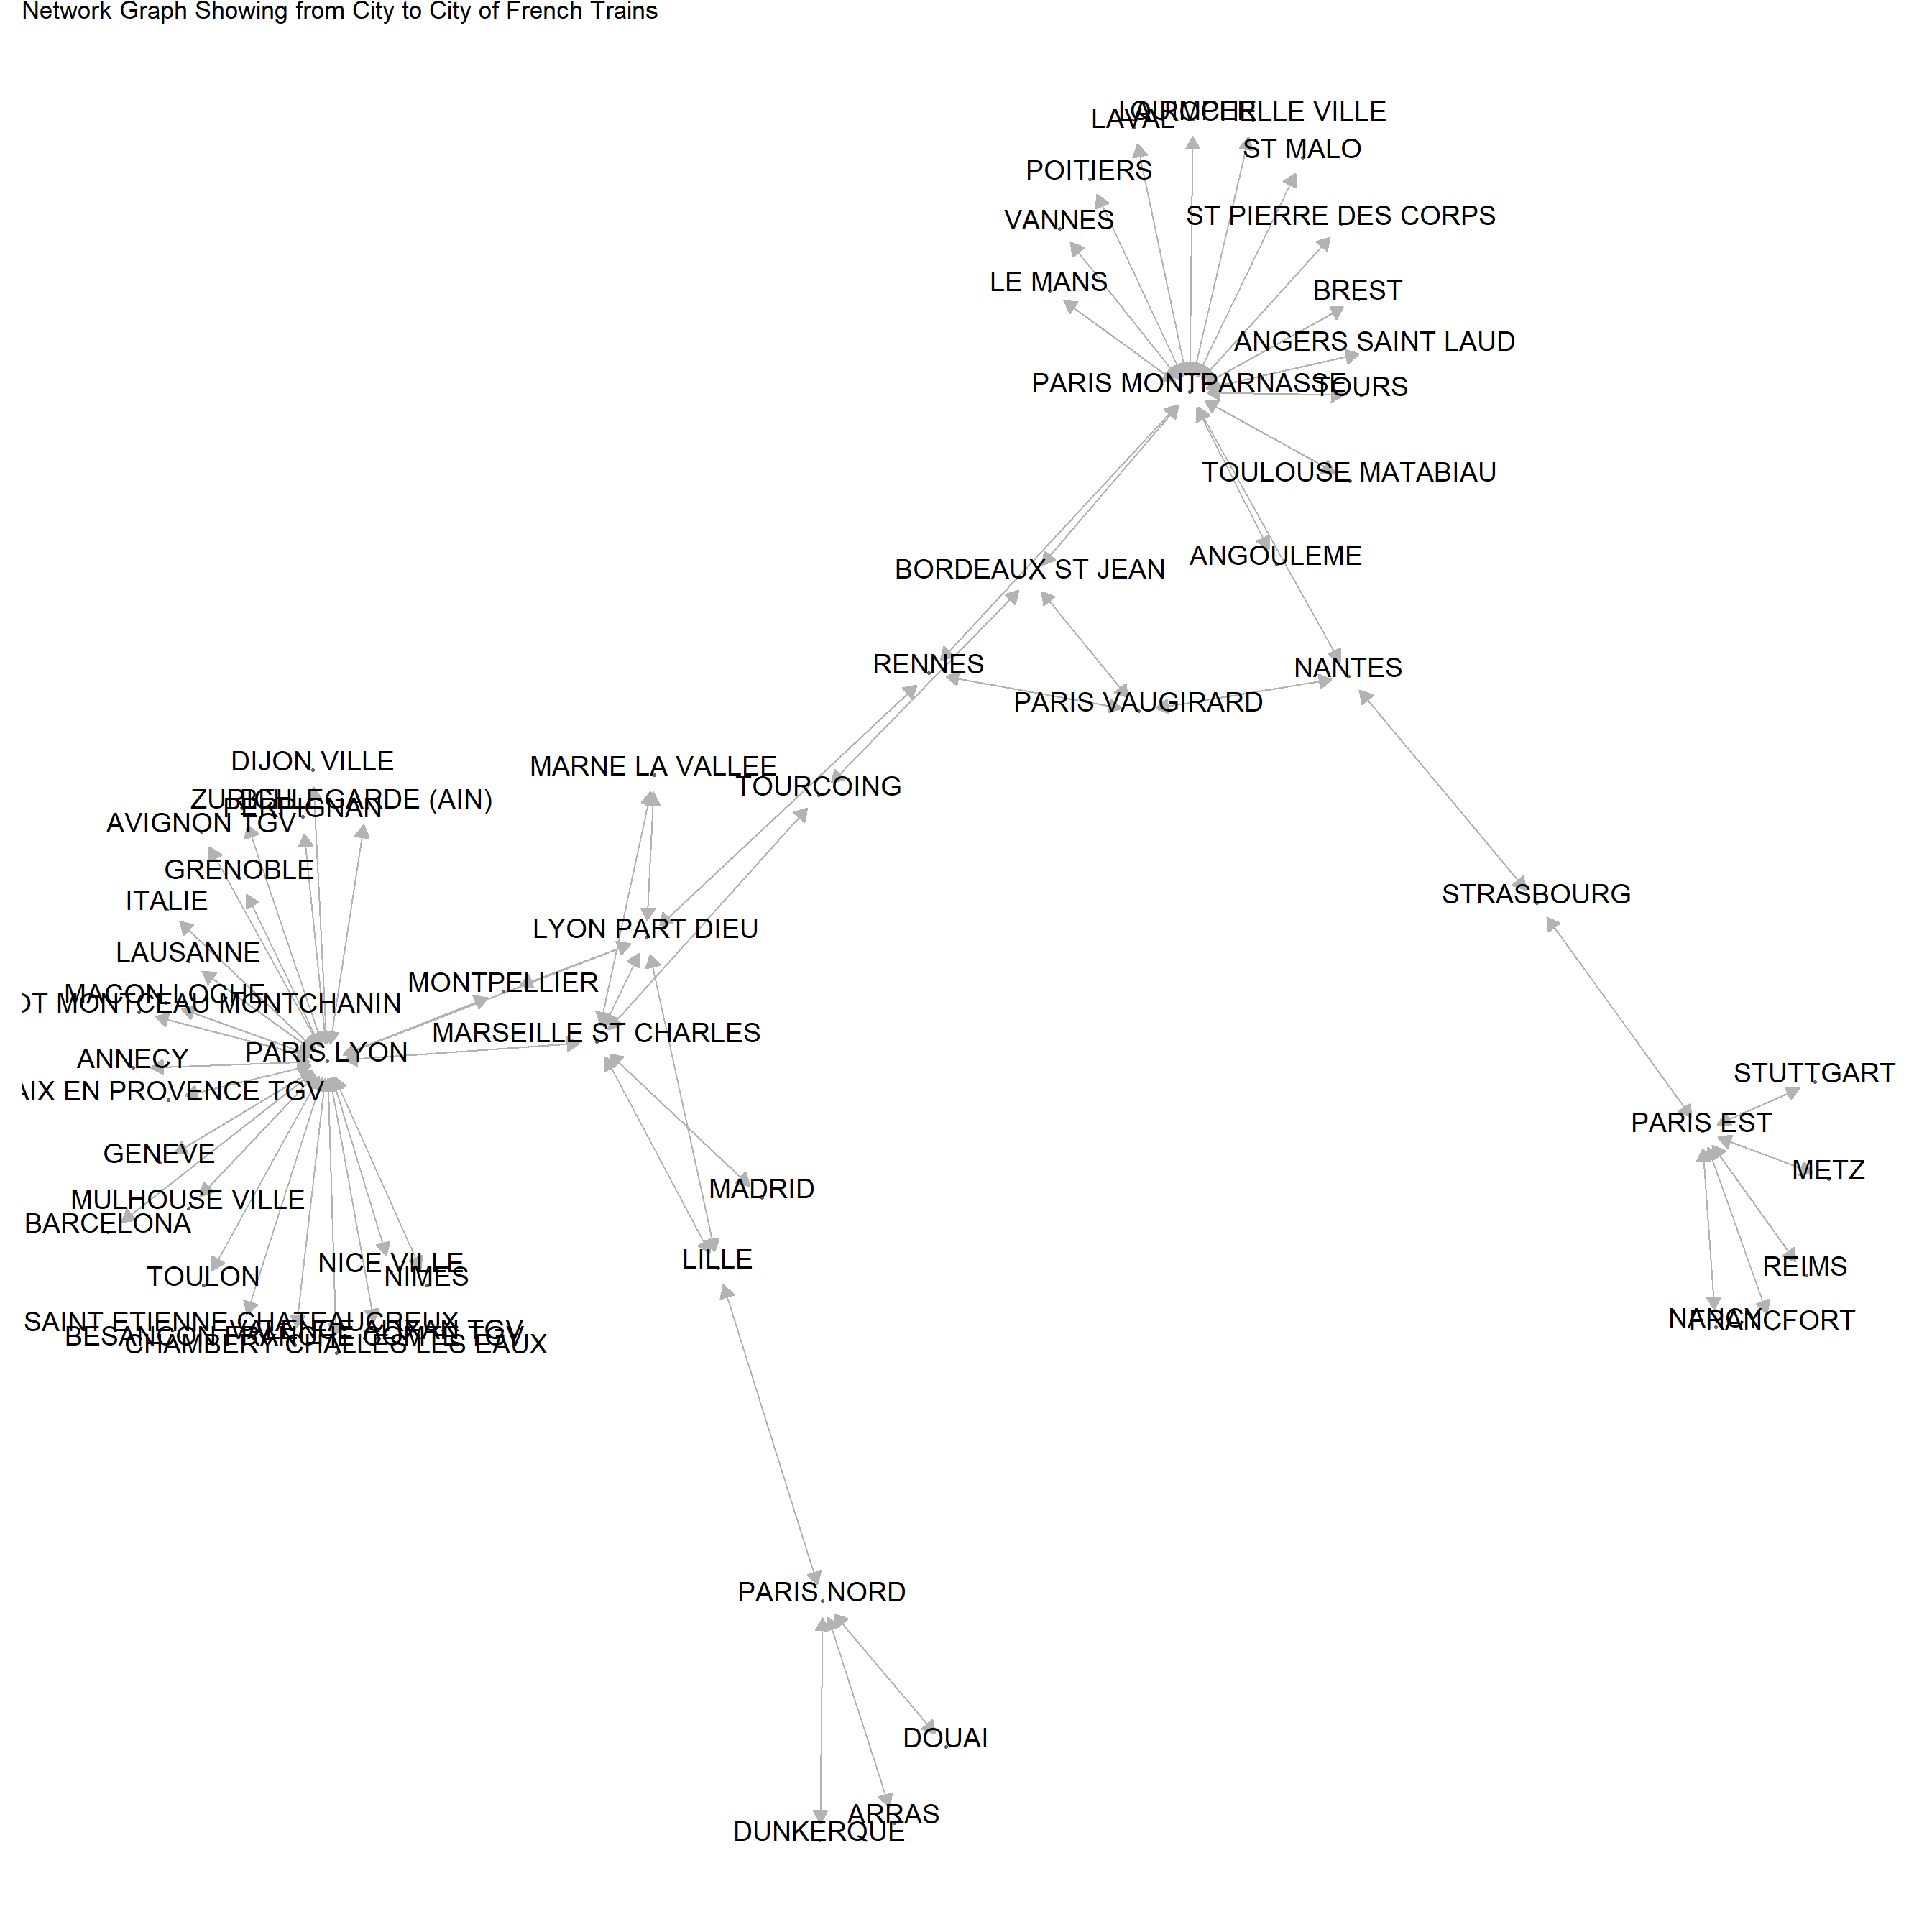 Network Graph Showing from City to City of French Trains
LAVAL
QUIMPER
LA ROCHELLE VILLE
ST MALO
POITIERS
ST PIERRE DES CORPS
VANNES
LE MANS
BREST
ANGERS SAINT LAUD
PARIS MONTPARNASSE
TOURS
TOULOUSE MATABIAU
ANGOULEME
BORDEAUX ST JEAN
RENNES
NANTES
PARIS VAUGIRARD
DIJON VILLE
MARNE LA VALLEE
TOURCOING
ZURICH
BELLEGARDE (AIN)
PERPIGNAN
AVIGNON TGV
GRENOBLE
ITALIE
STRASBOURG
LYON PART DIEU
LAUSANNE
MONTPELLIER
MACON LOCHE
OT MONTCEAU MONTCHANIN
MARSEILLE ST CHARLES
PARIS LYON
ANNECY
STUTTGART
AIX EN PROVENCE TGV
PARIS EST
GENEVE
METZ
MADRID
MULHOUSE VILLE
BARCELONA
NICE VILLE
LILLE
REIMS
TOULON
NIMES
NANCY
FRANCFORT
SAINT ETIENNE CHATEAUCREUX
VALENCE ALIXAN TGV
BESANCON FRANCHE COMTE TGV
CHAMBERY CHALLES LES EAUX
PARIS NORD
DOUAI
ARRAS
DUNKERQUE